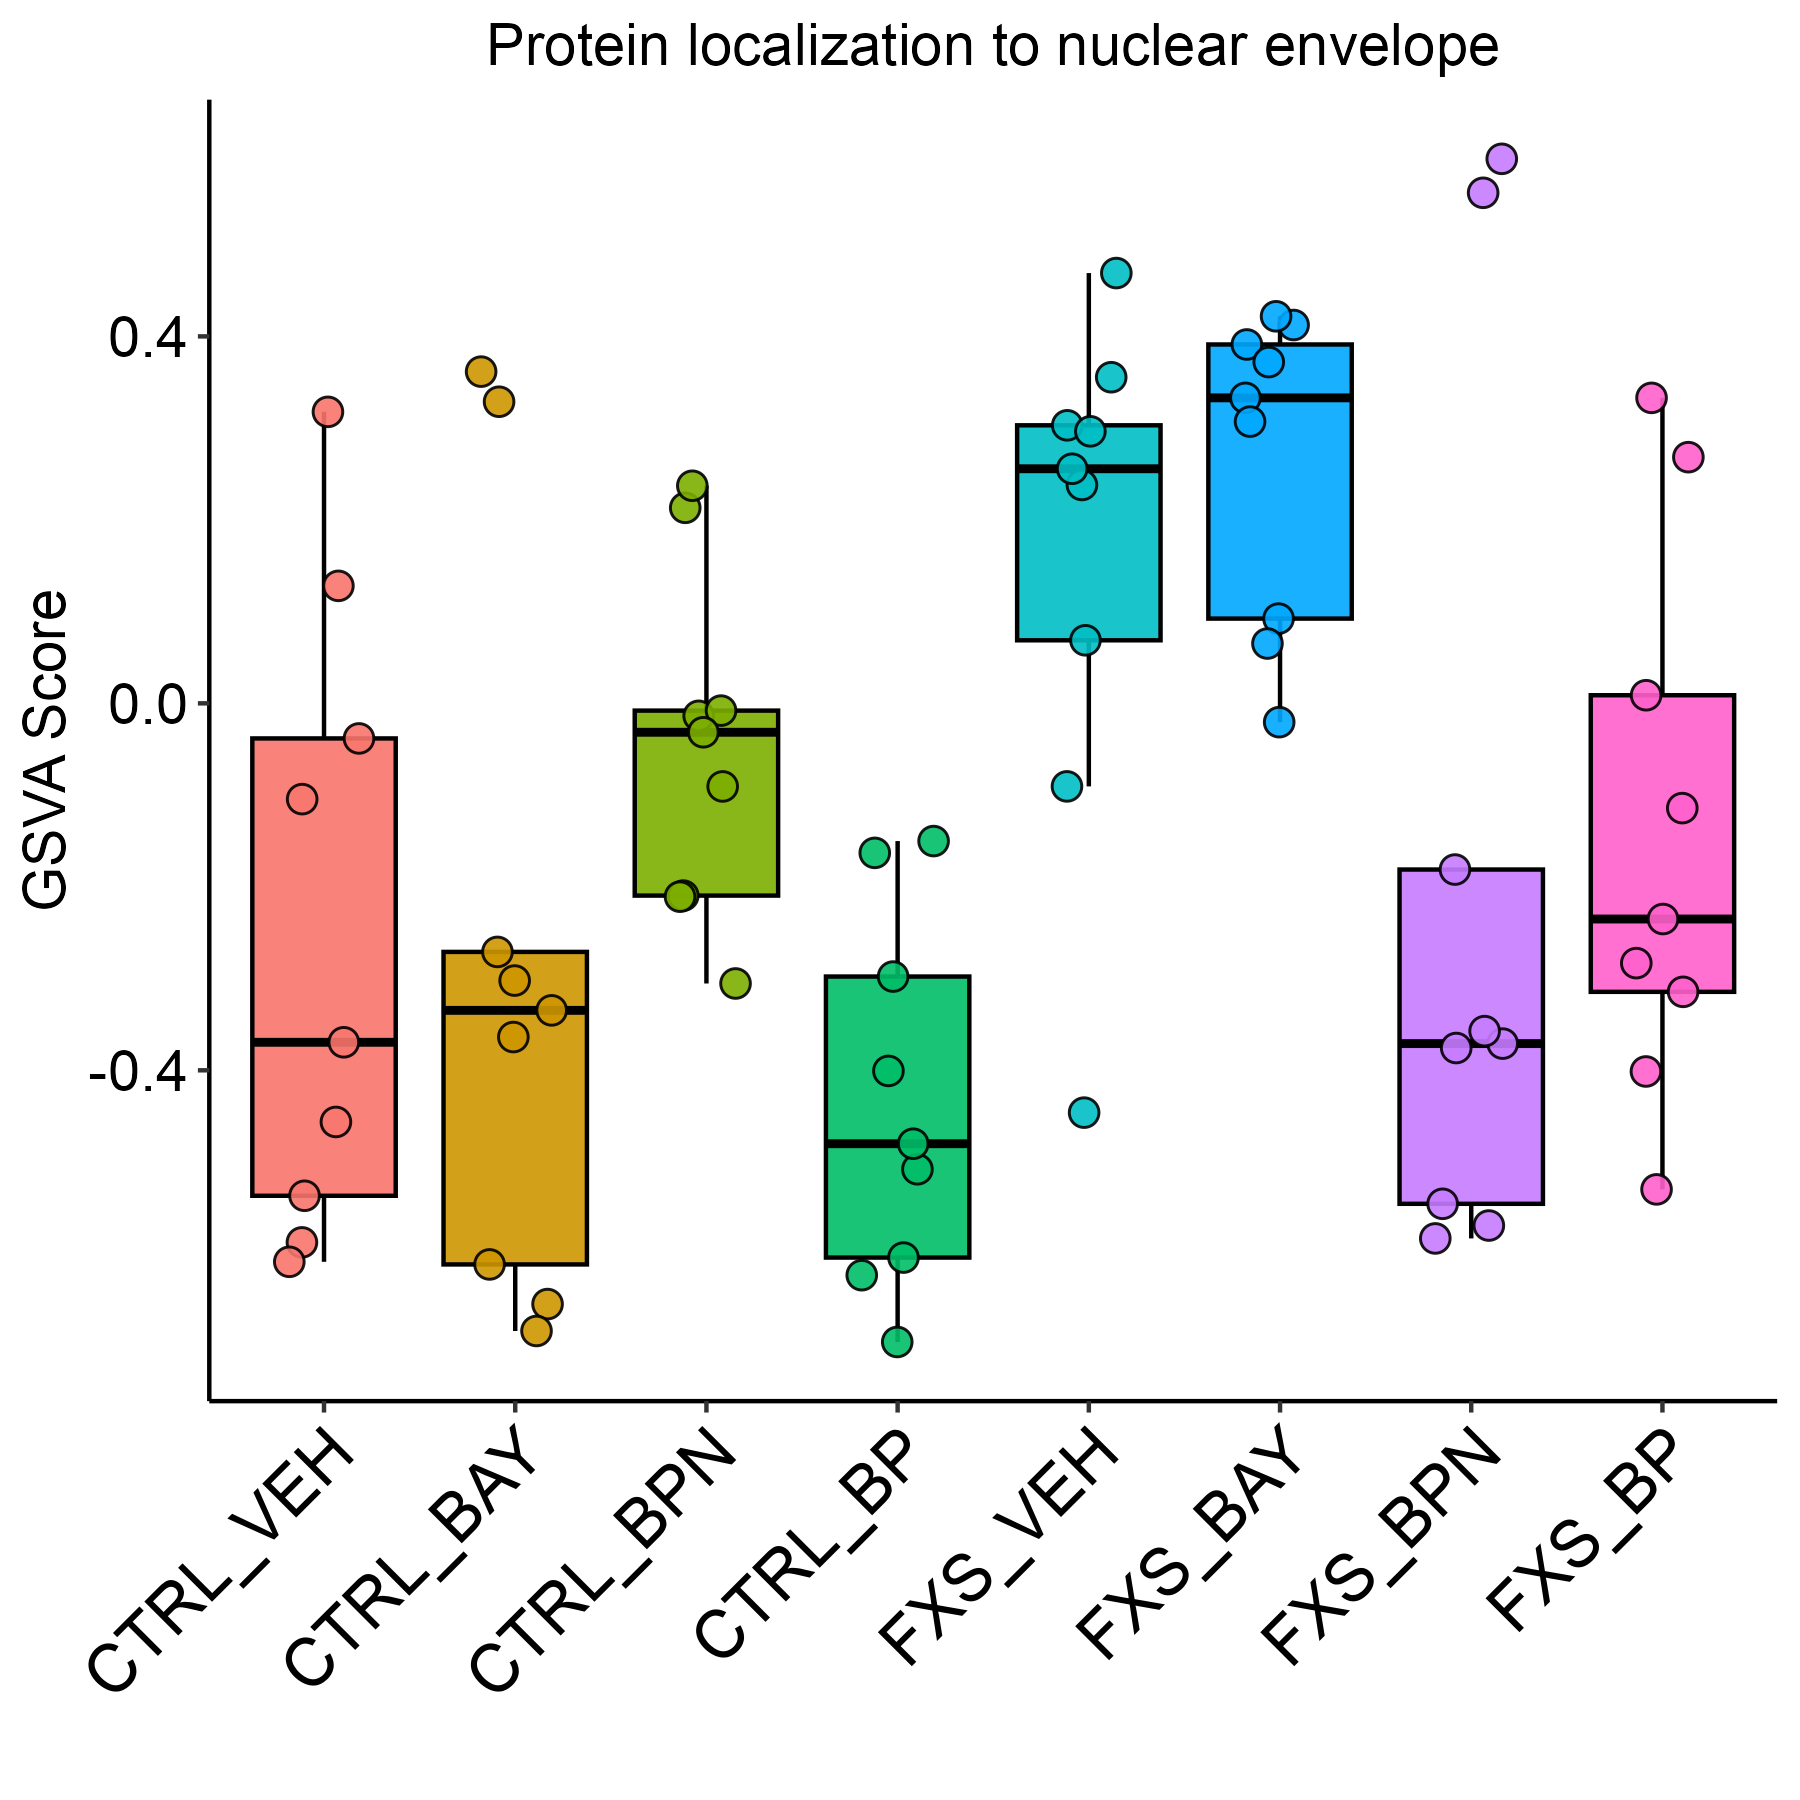 Protein localization to nuclear envelope
GSVA Score
0.4
0.0
-0.4
CTRL_VEH
CTRL_BAY
CTRL_BPN
CTRL_BP
FXS_VEH
FXS_BAY
FXS_BPN
FXS_BP